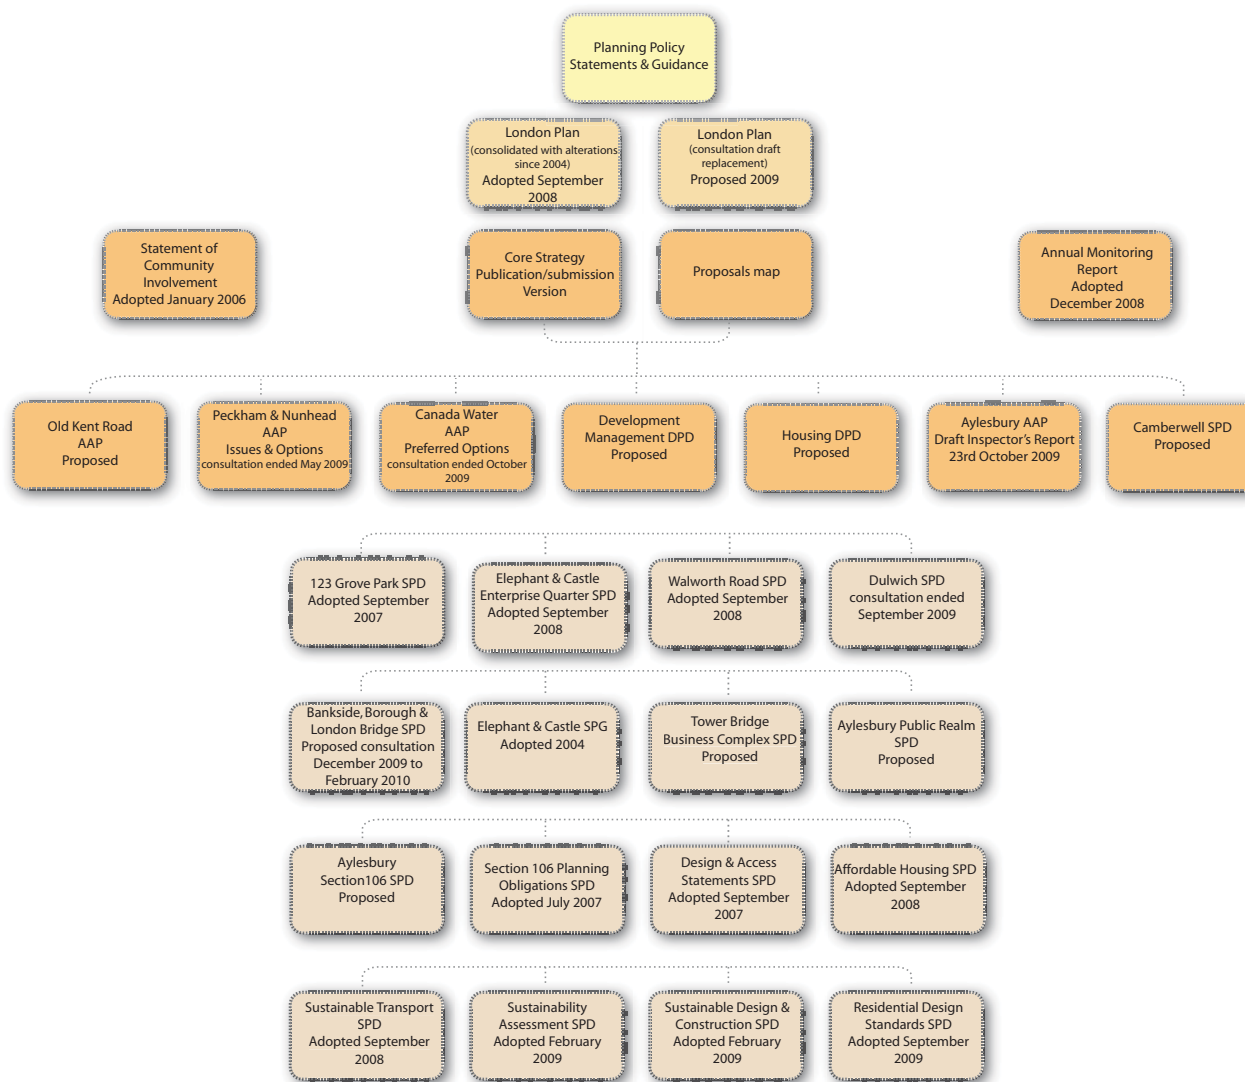 Planning Policy
Statements & Guidance
London Plan
(consolidated with alterations
since 2004)
Adopted September
2008
London Plan
(consultation draft
replacement)
Proposed 2009
Statement of
Community
Involvement
Adopted January 2006
Core Strategy
Publication/submission
Version
Proposals map
Annual Monitoring
Report
Adopted
December 2008
Old Kent Road
AAP
Proposed
Peckham & Nunhead
AAP
Issues & Options
consultation ended May 2009
Canada Water
AAP
Preferred Options
consultation ended October
2009
Development
Management DPD
Proposed
Housing DPD
Proposed
Aylesbury AAP
Draft Inspector's Report
23rd October 2009
Camberwell SPD
Proposed
123 Grove Park SPD
Adopted September
2007
Elephant & Castle
Enterprise Quarter SPD
Adopted September
2008
Walworth Road SPD
Adopted September
2008
Dulwich SPD
consultation ended
September 2009
Bankside, Borough &
London Bridge SPD
Proposed consultation
December 2009 to
February 2010
Elephant & Castle SPG
Adopted 2004
Tower Bridge
Business Complex SPD
Proposed
Aylesbury Public Realm
SPD
Proposed
Aylesbury
Section106 SPD
Proposed
Section 106 Planning
Obligations SPD
Adopted July 2007
Design & Access
Statements SPD
Adopted September
2007
Affordable Housing SPD
Adopted September
2008
Sustainable Transport
SPD
Adopted September
2008
Sustainability
Assessment SPD
Adopted February
2009
Sustainable Design &
Construction SPD
Adopted February
2009
Residential Design
Standards SPD
Adopted September
2009